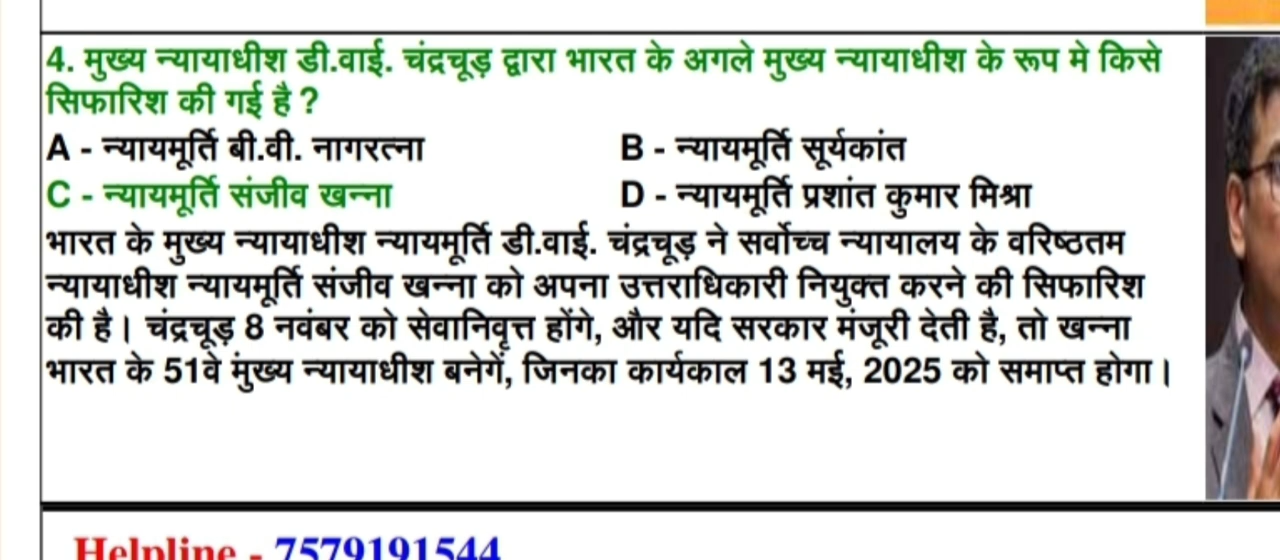 4. मुख्य न्यायाधीश डी.वाई. चंद्रचूड़ द्वारा भारत के अगले मुख्य न्यायाधीश के रूप मे किसे
सिफारिश की गई है ?
A - न्यायमूर्ति बी.वी. नागरत्ना B - न्यायमूर्ति सूर्यकांत
C - न्यायमूर्ति संजीव खन्ना D - न्यायमूर्ति प्रशांत कुमार मिश्रा
भारत के मुख्य न्यायाधीश न्यायमूर्ति डी.वाई. चंद्रचूड़ ने सर्वोच्च न्यायालय के वरिष्ठतम
न्यायाधीश न्यायमूर्ति संजीव खन्ना को अपना उत्तराधिकारी नियुक्त करने की सिफारिश
की है। चंद्रचूड़ 8 नवंबर को सेवानिवृत्त होंगे, और यदि सरकार मंजूरी देती है, तो खन्ना
भारत के 51वे मुंख्य न्यायाधीश बनेगें, जिनका कार्यकाल 13 मई, 2025 को समाप्त होगा।
Helpline - 7579191544